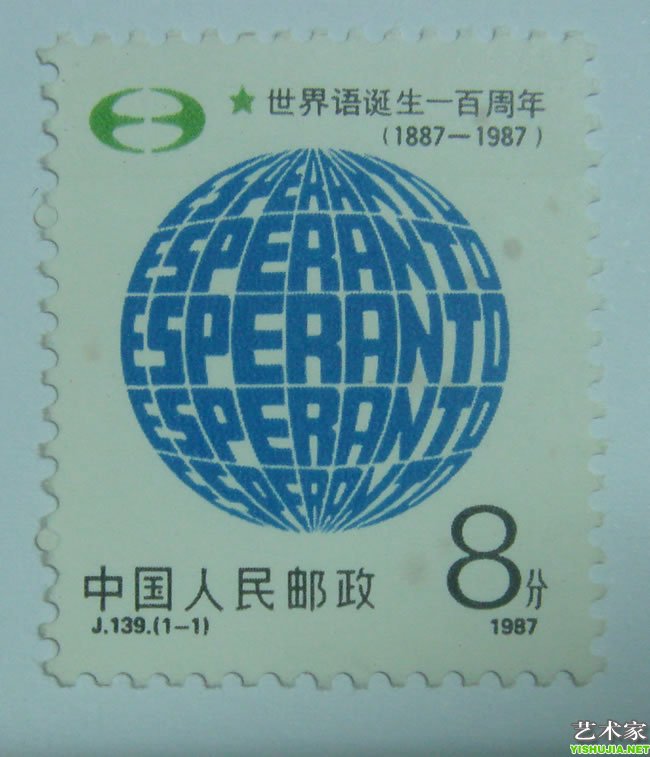 世界语诞生一百周年
(1887—1987)
ESPERANTO
ESPERANTO
ESPERANTO
ESPERANTO
ESPERANTO
8分
中国人民邮政
J.139.(1-1)
1987
艺术家
YISHUJIA.NET